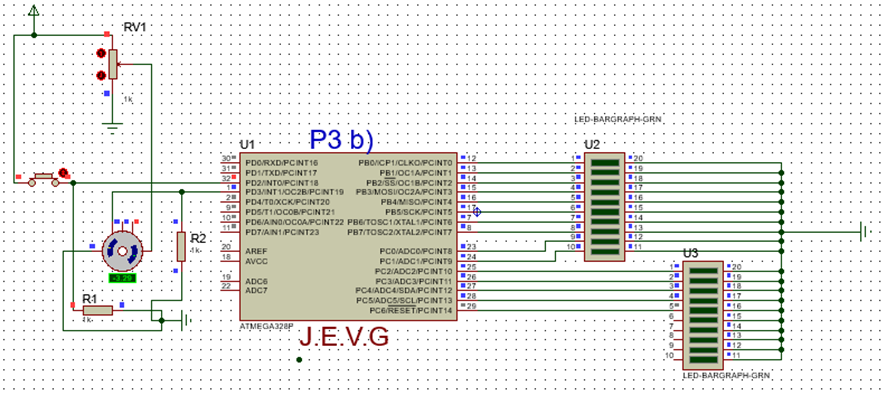 RV1
1k
P3 b)
LED-BARGRAPH-GRN
U1
U2
30 PD0/RXD/PCINT16 PB0/ICP1/CLKO/PCINT0 12 1 20
31 PD1/TXD/PCINT17 PB1/OC1A/PCINT1 13 2 19
32 PD2/INT0/PCINT18 PB2/SS/OC1B/PCINT2 14 3 18
1 PD3/INT1/OC2B/PCINT19 PB3/MOSI/OC2A/PCINT3 15 4 17
2 PD4/T0/XCK/PCINT20 PB4/MISO/PCINT4 16 5 16
9 PD5/T1/OC0B/PCINT21 PB5/SCK/PCINT5 17 6 15
10 PD6/AIN0/OC0A/PCINT22 PB6/TOSC1/XTAL1/PCINT6 7 7 14
11 PD7/AIN1/PCINT23 PB7/TOSC2/XTAL2/PCINT7 8 8 13
9 12
10 11
R2
1k
20 AREF PC0/ADC0/PCINT8 23
18 AVCC PC1/ADC1/PCINT9 24
PC2/ADC2/PCINT10 25
19 ADC6 PC3/ADC3/PCINT11 26
22 ADC7 PC4/ADC4/SDA/PCINT12 27
PC5/ADC5/SCL/PCINT13 28
PC6/RESET/PCINT14 29
U3
1 20
2 19
3 18
4 17
5 16
6 15
7 14
8 13
9 12
10 11
R1
1k
ATMEGA328P
J.E.V.G
LED-BARGRAPH-GRN